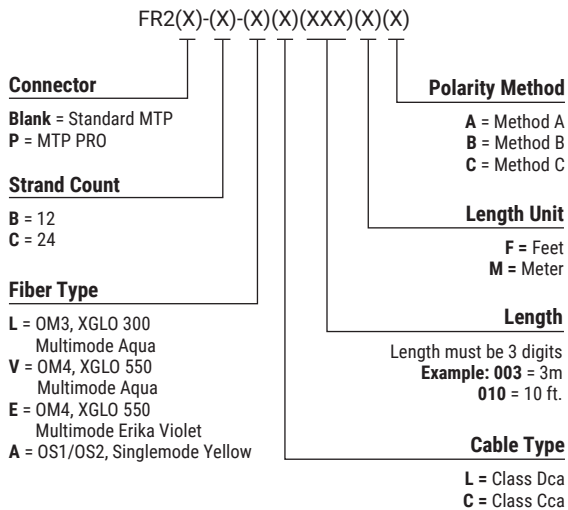 FR2(X)-(X)-(X)(X)(XXX)(X)(X)
Connector
Blank = Standard MTP
P = MTP PRO
Strand Count
B = 12
C = 24
Fiber Type
L = OM3, XGLO 300
Multimode Aqua
V = OM4, XGLO 550
Multimode Aqua
E = OM4, XGLO 550
Multimode Erika Violet
A = OS1/OS2, Singlemode Yellow
Polarity Method
A = Method A
B = Method B
C = Method C
Length Unit
F = Feet
M = Meter
Length
Length must be 3 digits
Example: 003 = 3m
010 = 10 ft.
Cable Type
L = Class Dca
C = Class Cca